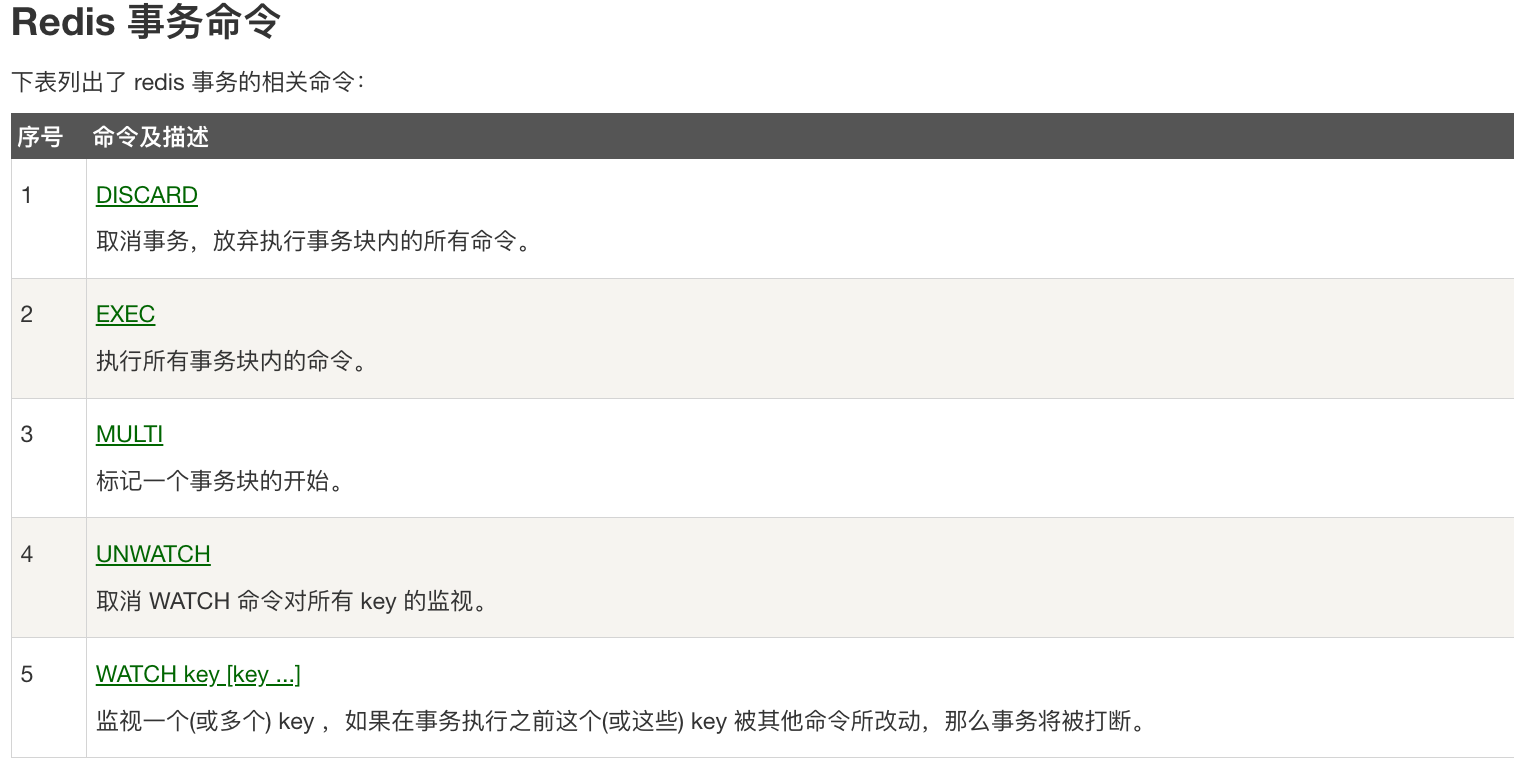 Redis 事务命令
下表列出了 redis 事务的相关命令：
序号 命令及描述
1 DISCARD
取消事务，放弃执行事务块内的所有命令。
2 EXEC
执行所有事务块内的命令。
3 MULTI
标记一个事务块的开始。
4 UNWATCH
取消 WATCH 命令对所有 key 的监视。
5 WATCH key [key ...]
监视一个(或多个) key ，如果在事务执行之前这个(或这些) key 被其他命令所改动，那么事务将被打断。